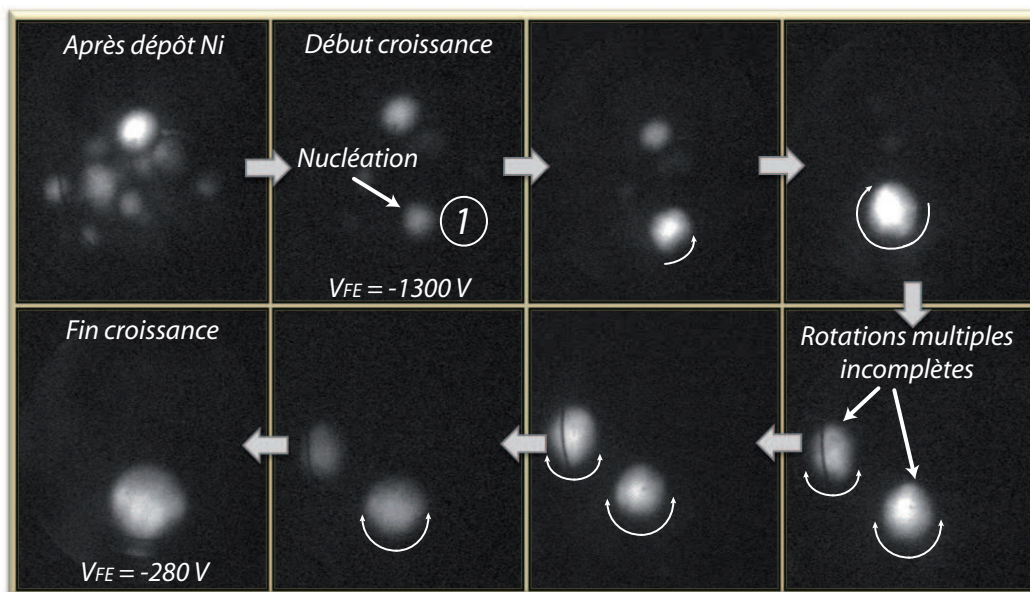 Après dépôt Ni
Début croissance
Nucléation
1
VFE = -1300 V
Rotations multiples
incomplètes
Fin croissance
VFE = -280 V